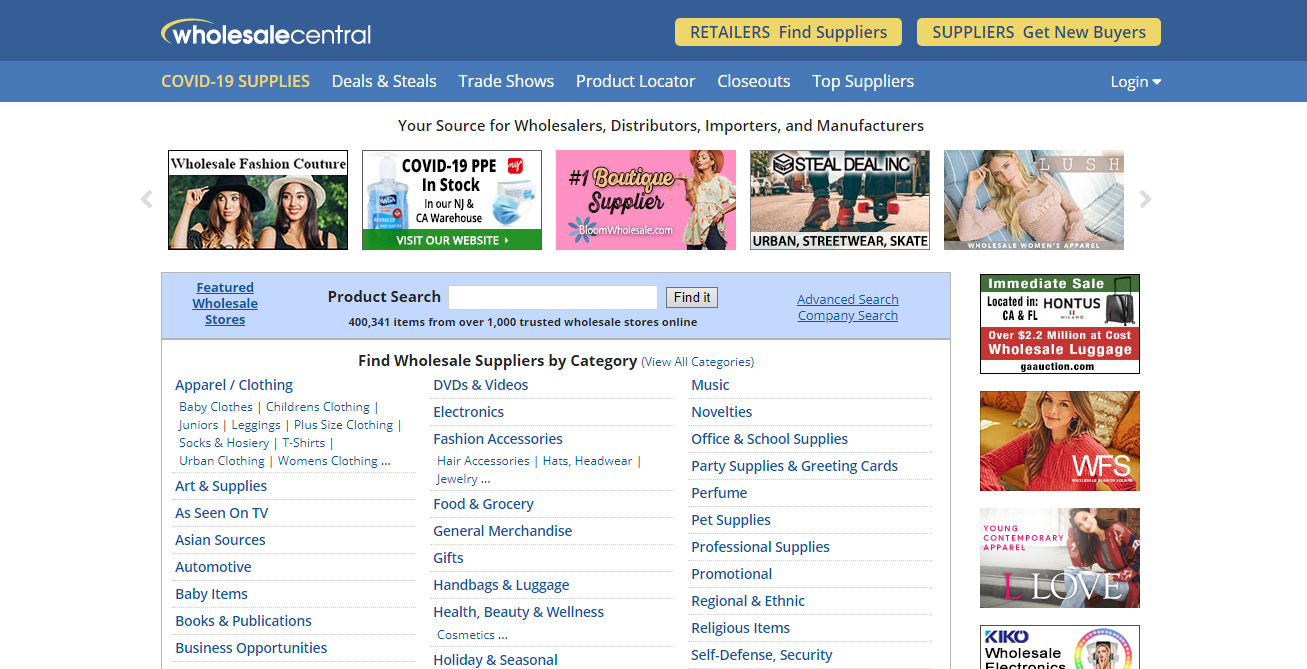 wholesalecentral
RETAILERS Find Suppliers
SUPPLIERS Get New Buyers
COVID-19 SUPPLIES
Deals & Steals
Trade Shows
Product Locator
Closeouts
Top Suppliers
Login
Your Source for Wholesalers, Distributors, Importers, and Manufacturers
Wholesale Fashion Couture
COVID-19 PPE
my
In Stock
In our NJ &
CA Warehouse
VISIT OUR WEBSITE
#1 Boutique
Supplier
BloomWholesale.com
STEAL DEAL INC
URBAN, STREETWEAR, SKATE
LUSH
WHOLESALE WOMEN'S APPAREL
Featured
Wholesale
Stores
Product Search
Find it
400,341 items from over 1,000 trusted wholesale stores online
Advanced Search
Company Search
Find Wholesale Suppliers by Category (View All Categories)
Apparel / Clothing
Baby Clothes | Childrens Clothing |
Juniors | Leggings | Plus Size Clothing |
Socks & Hosiery | T-Shirts |
Urban Clothing | Womens Clothing ...
Art & Supplies
As Seen On TV
Asian Sources
Automotive
Baby Items
Books & Publications
Business Opportunities
DVDs & Videos
Electronics
Fashion Accessories
Hair Accessories | Hats, Headwear |
Jewelry ...
Food & Grocery
General Merchandise
Gifts
Handbags & Luggage
Health, Beauty & Wellness
Cosmetics ...
Holiday & Seasonal
Music
Novelties
Office & School Supplies
Party Supplies & Greeting Cards
Perfume
Pet Supplies
Professional Supplies
Promotional
Regional & Ethnic
Religious Items
Self-Defense, Security
Immediate Sale
Located in:
CA & FL
HONTUS
MILANO
Over $2.2 Million at Cost
Wholesale Luggage
gaauction.com
WFS
WHOLESALE FASHION SQUARE
YOUNG
CONTEMPORARY
APPAREL
L LOVE
KIKO
Wholesale
Electronics